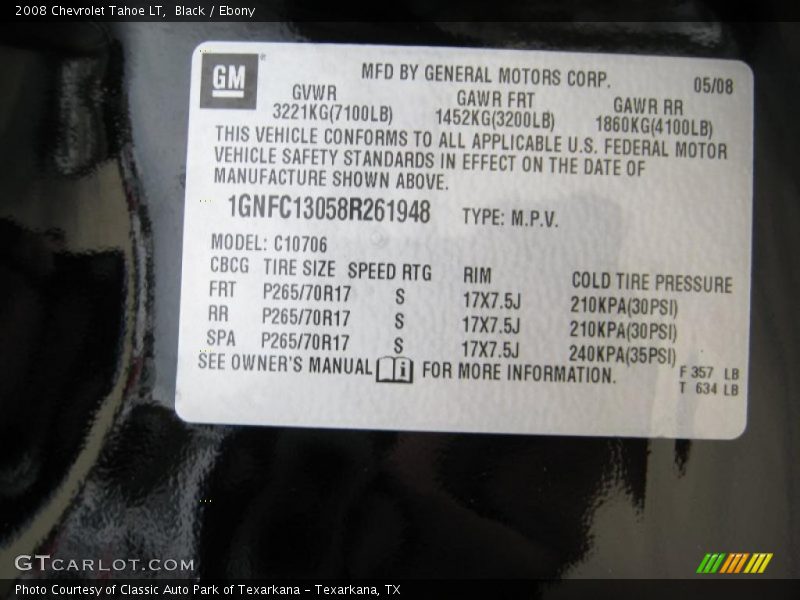 2008 Chevrolet Tahoe LT, Black / Ebony
GM
MFD BY GENERAL MOTORS CORP. 05/08
GVWR GAWR FRT GAWR RR
3221KG(7100LB) 1452KG(3200LB) 1860KG(4100LB)
THIS VEHICLE CONFORMS TO ALL APPLICABLE U.S. FEDERAL MOTOR
VEHICLE SAFETY STANDARDS IN EFFECT ON THE DATE OF
MANUFACTURE SHOWN ABOVE.
1GNFC13058R261948 TYPE: M.P.V.
MODEL: C10706
CBCG TIRE SIZE SPEED RTG RIM COLD TIRE PRESSURE
FRT P265/70R17 S 17X7.5J 210KPA(30PSI)
RR P265/70R17 S 17X7.5J 210KPA(30PSI)
SPA P265/70R17 S 17X7.5J 240KPA(35PSI)
SEE OWNER'S MANUAL i FOR MORE INFORMATION.
F 357 LB
T 634 LB
GTCARLOT.COM
Photo Courtesy of Classic Auto Park of Texarkana - Texarkana, TX